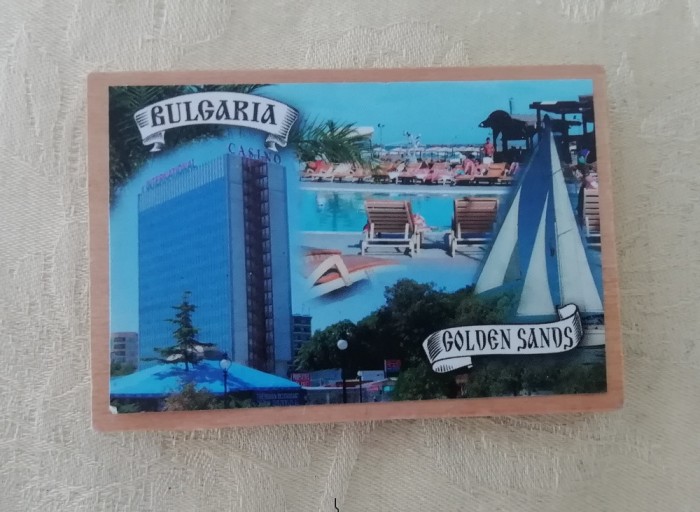 BULGARIA
CASINO
INTERNATIONAL
GOLDEN SANDS